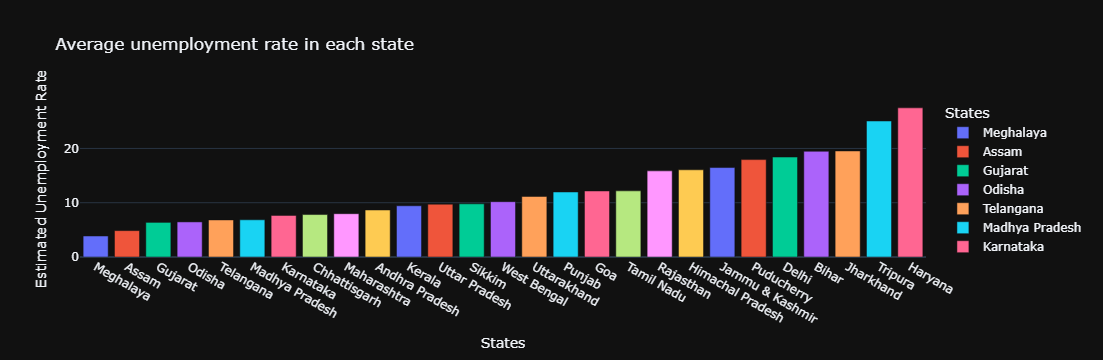 Average unemployment rate in each state
Estimated Unemployment Rate
20
10
0
Meghalaya
Assam
Gujarat
Odisha
Telangana
Madhya Pradesh
Karnataka
Chhattisgarh
Maharashtra
Andhra Pradesh
Kerala
Uttar Pradesh
Sikkim
West Bengal
Uttarakhand
Punjab
Goa
Tamil Nadu
Rajasthan
Himachal Pradesh
Jammu & Kashmir
Puducherry
Delhi
Bihar
Jharkhand
Tripura
Haryana
States
States
Meghalaya
Assam
Gujarat
Odisha
Telangana
Madhya Pradesh
Karnataka